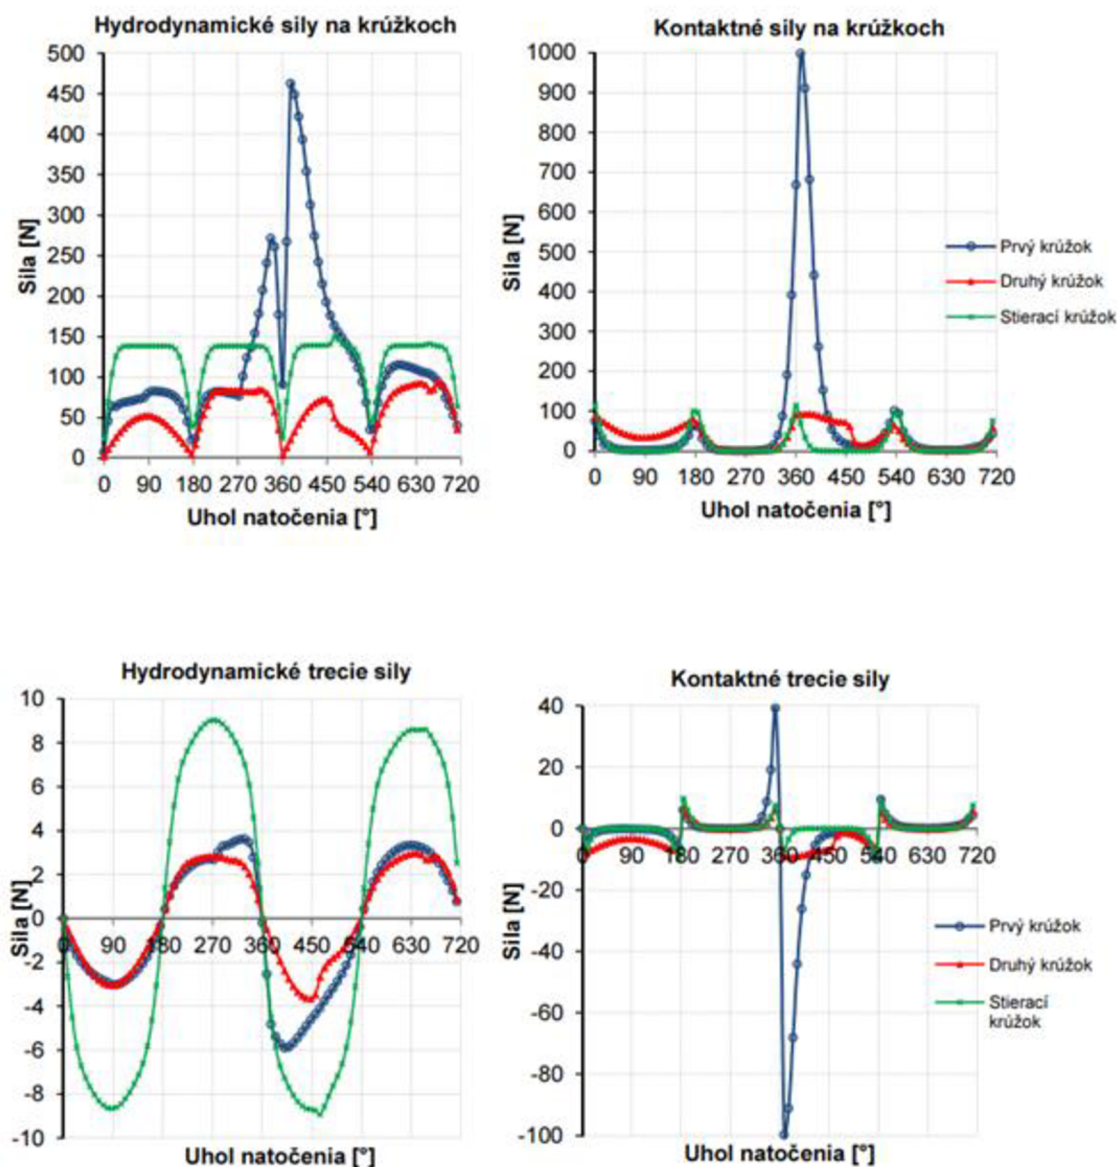 Hydrodynamické sily na krúžkoch
500
450
400
350
300
250
200
150
100
50
0
Sila [N]
0 90 180 270 360 450 540 630 720
Uhol natočenia [°]
Kontaktné sily na krúžkoch
1000
900
800
700
600
500
400
300
200
100
0
Sila [N]
0 90 180 270 360 450 540 630 720
Uhol natočenia [°]
Prvý krúžok
Druhý krúžok
Stierací krúžok
Hydrodynamické trecie sily
10
8
6
4
2
0
-2
-4
-6
-8
-10
Sila [N]
0 90 180 270 360 450 540 630 720
Uhol natočenia [°]
Kontaktné trecie sily
40
20
0
-20
-40
-60
-80
-100
Sila [N]
0 90 180 270 360 450 540 630 720
Uhol natočenia [°]
Prvý krúžok
Druhý krúžok
Stierací
krúžok